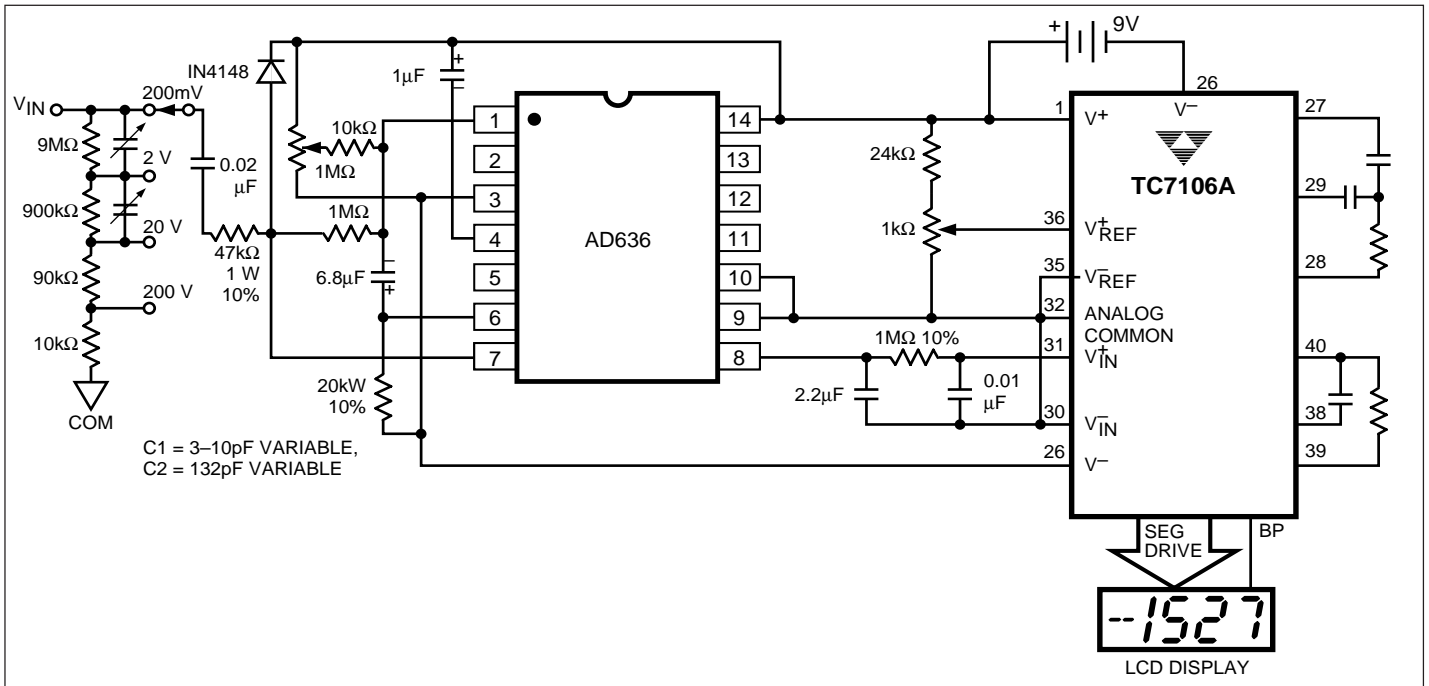 9V
+
IN4148
1µF
+
–
26
V–
VIN
200mV
1
V+
27
9MΩ
2 V
0.02
µF
10kΩ
1MΩ
1
2
3
4
5
6
7
14
13
12
11
10
9
8
AD636
24kΩ
1kΩ
TC7106A
29
900kΩ
20 V
1MΩ
36
V+REF
47kΩ
1 W
10%
6.8µF
–
+
35
V–REF
28
90kΩ
200 V
32
ANALOG
COMMON
10kΩ
1MΩ 10%
31
V+IN
40
COM
20kW
10%
2.2µF
0.01
µF
30
V–IN
38
C1 = 3–10pF VARIABLE,
C2 = 132pF VARIABLE
26
V–
39
SEG
DRIVE
BP
--1527
LCD DISPLAY